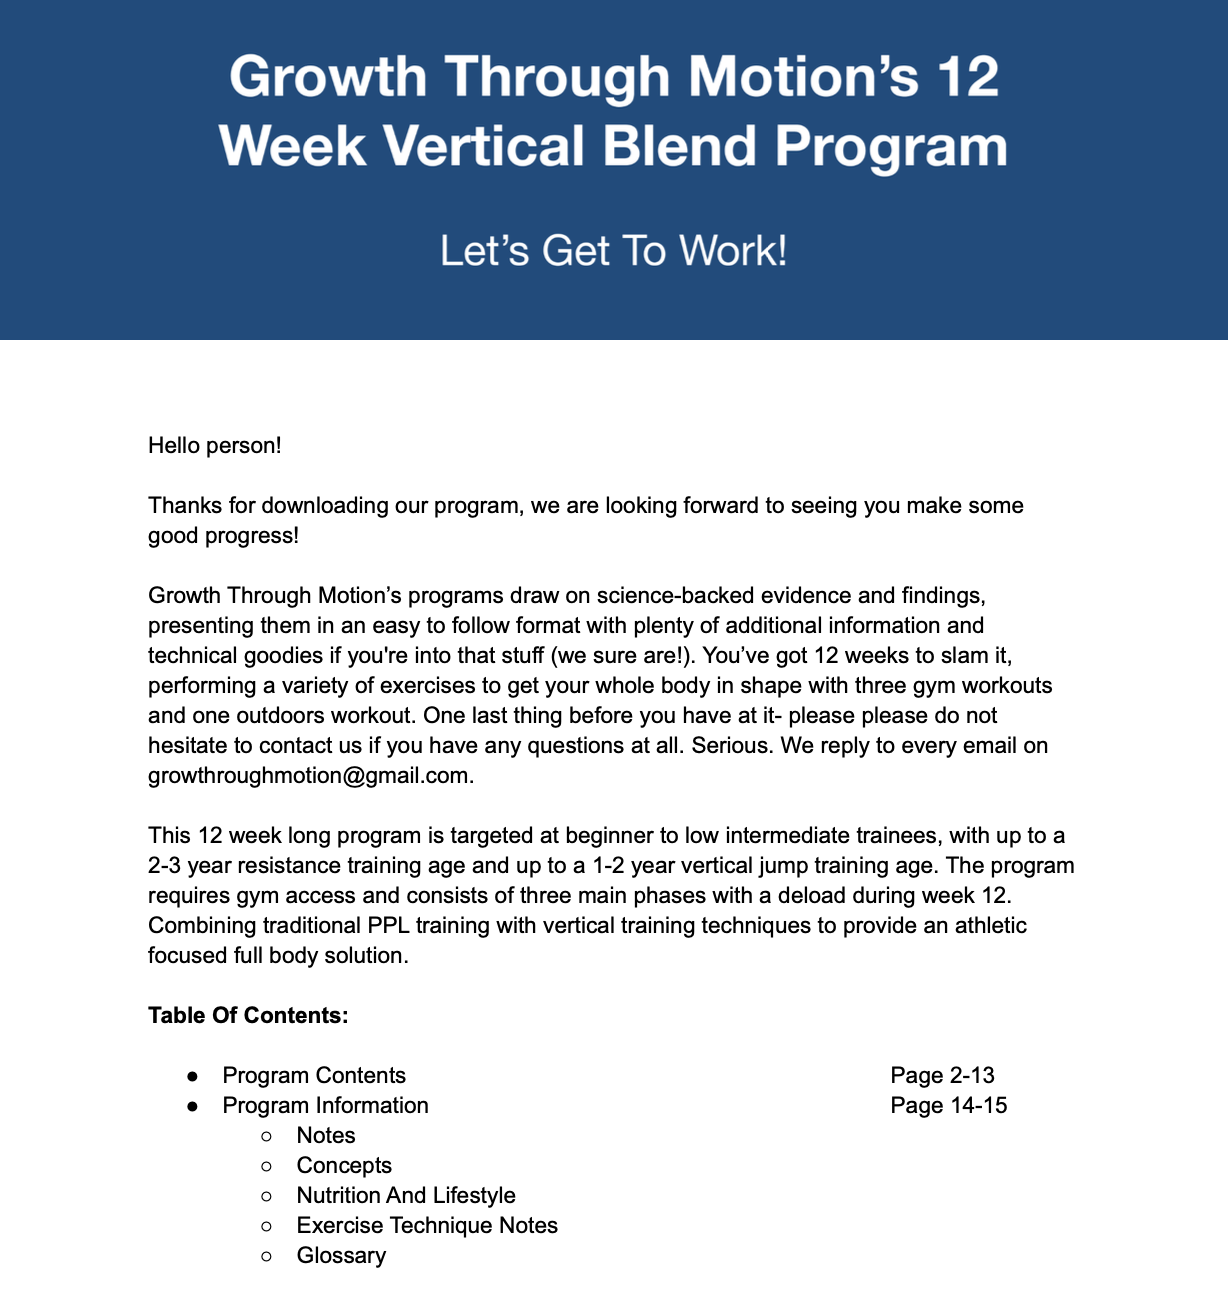 Growth Through Motion’s 12
Week Vertical Blend Program
Let’s Get To Work!
Hello person!
Thanks for downloading our program, we are looking forward to seeing you make some
good progress!
Growth Through Motion’s programs draw on science-backed evidence and findings,
presenting them in an easy to follow format with plenty of additional information and
technical goodies if you're into that stuff (we sure are!). You’ve got 12 weeks to slam it,
performing a variety of exercises to get your whole body in shape with three gym workouts
and one outdoors workout. One last thing before you have at it- please please do not
hesitate to contact us if you have any questions at all. Serious. We reply to every email on
growthroughmotion@gmail.com.
This 12 week long program is targeted at beginner to low intermediate trainees, with up to a
2-3 year resistance training age and up to a 1-2 year vertical jump training age. The program
requires gym access and consists of three main phases with a deload during week 12.
Combining traditional PPL training with vertical training techniques to provide an athletic
focused full body solution.
Table Of Contents:
● Program Contents Page 2-13
● Program Information Page 14-15
○ Notes
○ Concepts
○ Nutrition And Lifestyle
○ Exercise Technique Notes
○ Glossary